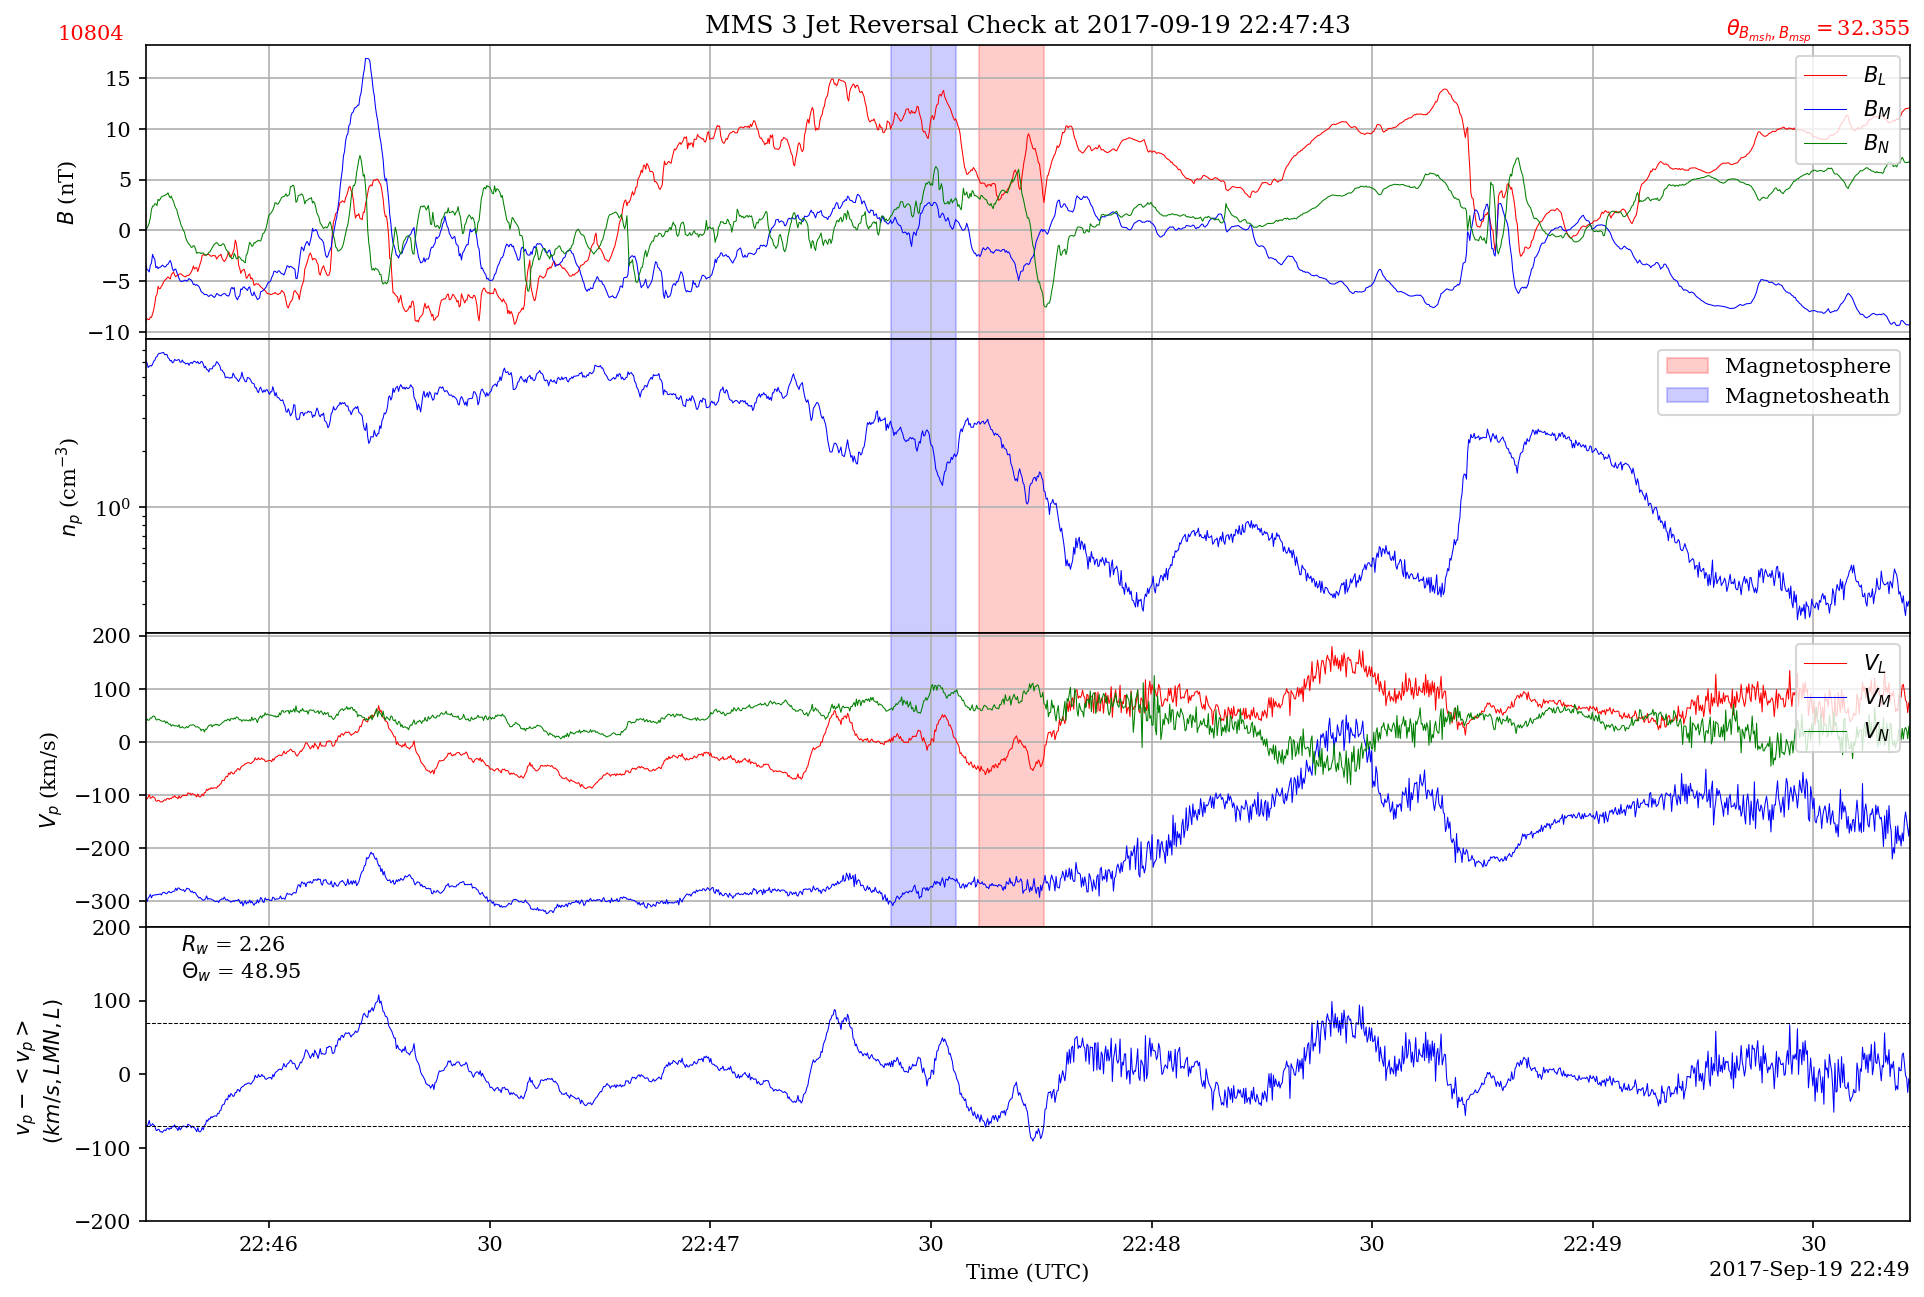 10804
MMS 3 Jet Reversal Check at 2017-09-19 22:47:43
θ_{B_{msh}, B_{msp}} = 32.355
B (nT)
15
10
5
0
−5
−10
B_L
B_M
B_N
n_p (cm⁻³)
10⁰
Magnetosphere
Magnetosheath
V_p (km/s)
200
100
0
−100
−200
−300
V_L
V_M
V_N
v_p − < v_p >
(km/s, LMN, L)
200
100
0
−100
−200
R_w = 2.26
Θ_w = 48.95
22:46
30
22:47
30
22:48
30
22:49
30
Time (UTC)
2017-Sep-19 22:49